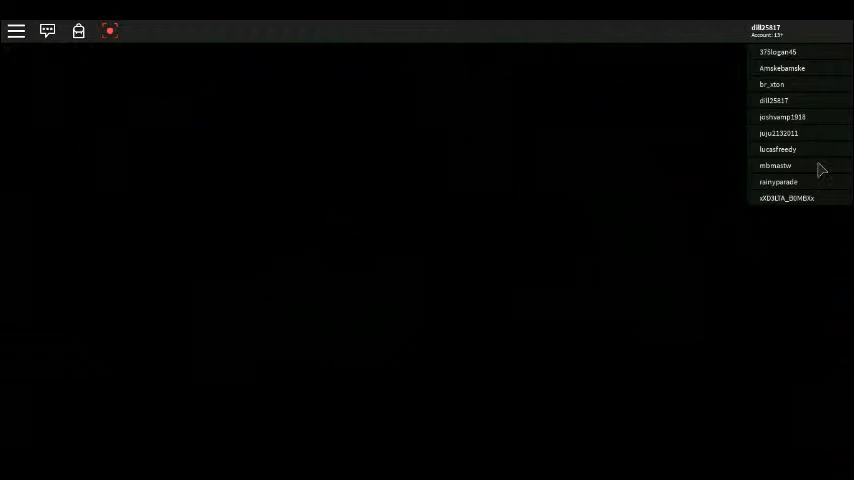 dill25817
Account: 13+
375logan45
Amskebamske
br_xton
dill25817
joshvamp1918
juju2132011
lucasfreedy
mbmastw
rainyparade
xXD3LTA_B0MBXx